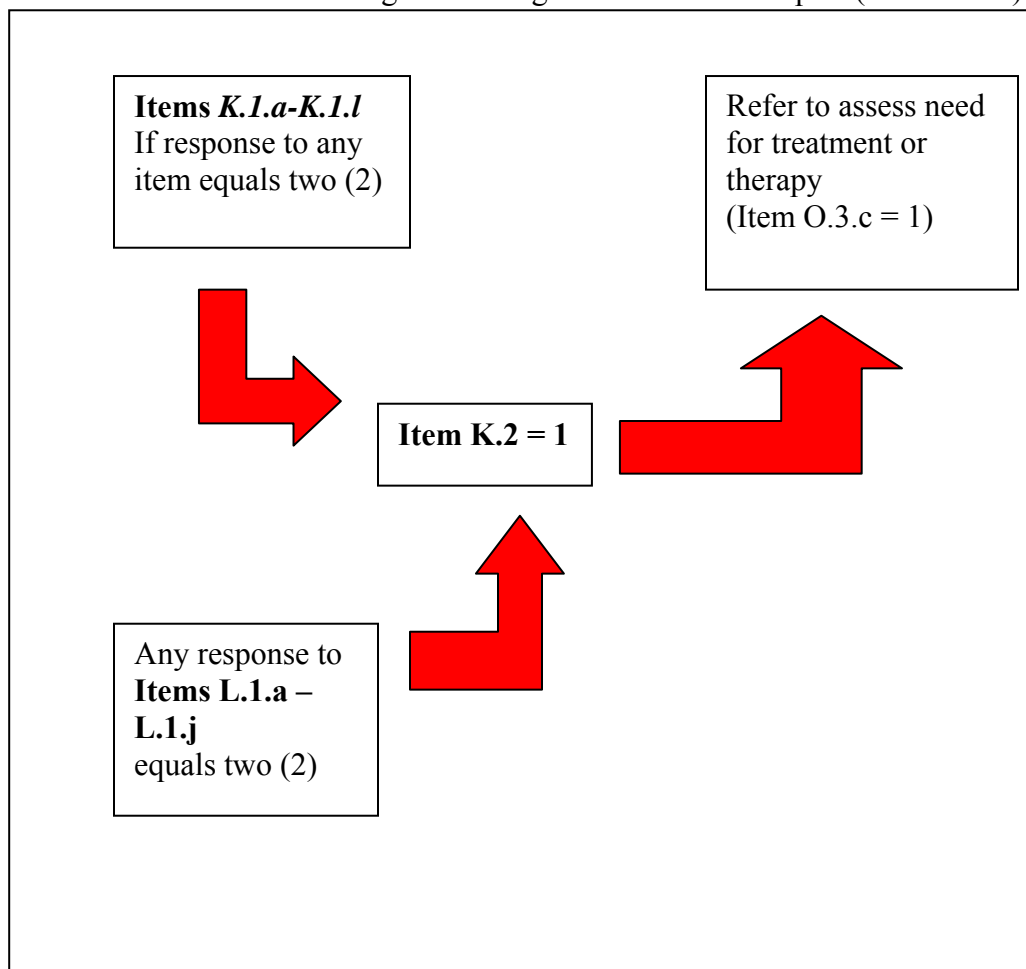 Items K.1.a-K.1.l
If response to any
item equals two (2)
Refer to assess need
for treatment or
therapy
(Item O.3.c = 1)
Item K.2 = 1
Any response to
Items L.1.a –
L.1.j
equals two (2)